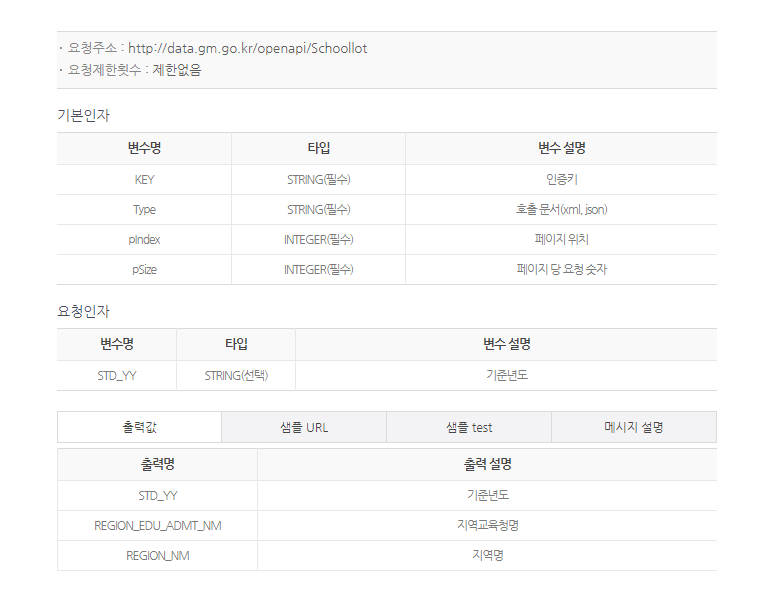 · 요청주소 : http://data.gm.go.kr/openapi/Schoollot
· 요청제한횟수 : 제한없음
기본인자
변수명 타입 변수 설명
KEY STRING(필수) 인증키
Type STRING(필수) 호출 문서(xml, json)
pIndex INTEGER(필수) 페이지 위치
pSize INTEGER(필수) 페이지 당 요청 숫자
요청인자
변수명 타입 변수 설명
STD_YY STRING(선택) 기준년도
출력값 샘플 URL 샘플 test 메시지 설명
출력명 출력 설명
STD_YY 기준년도
REGION_EDU_ADMT_NM 지역교육청명
REGION_NM 지역명